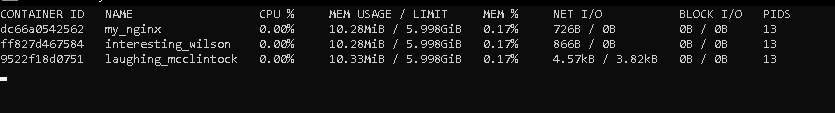 CONTAINER ID NAME CPU % MEM USAGE / LIMIT MEM % NET I/O BLOCK I/O PIDS
dc66a0542562 my_nginx 0.00% 10.28MiB / 5.998GiB 0.17% 726B / 0B 0B / 0B 13
ff827d467584 interesting_wilson 0.00% 10.28MiB / 5.998GiB 0.17% 866B / 0B 0B / 0B 13
9522f18d0751 laughing_mcclintock 0.00% 10.33MiB / 5.998GiB 0.17% 4.57kB / 3.82kB 0B / 0B 13